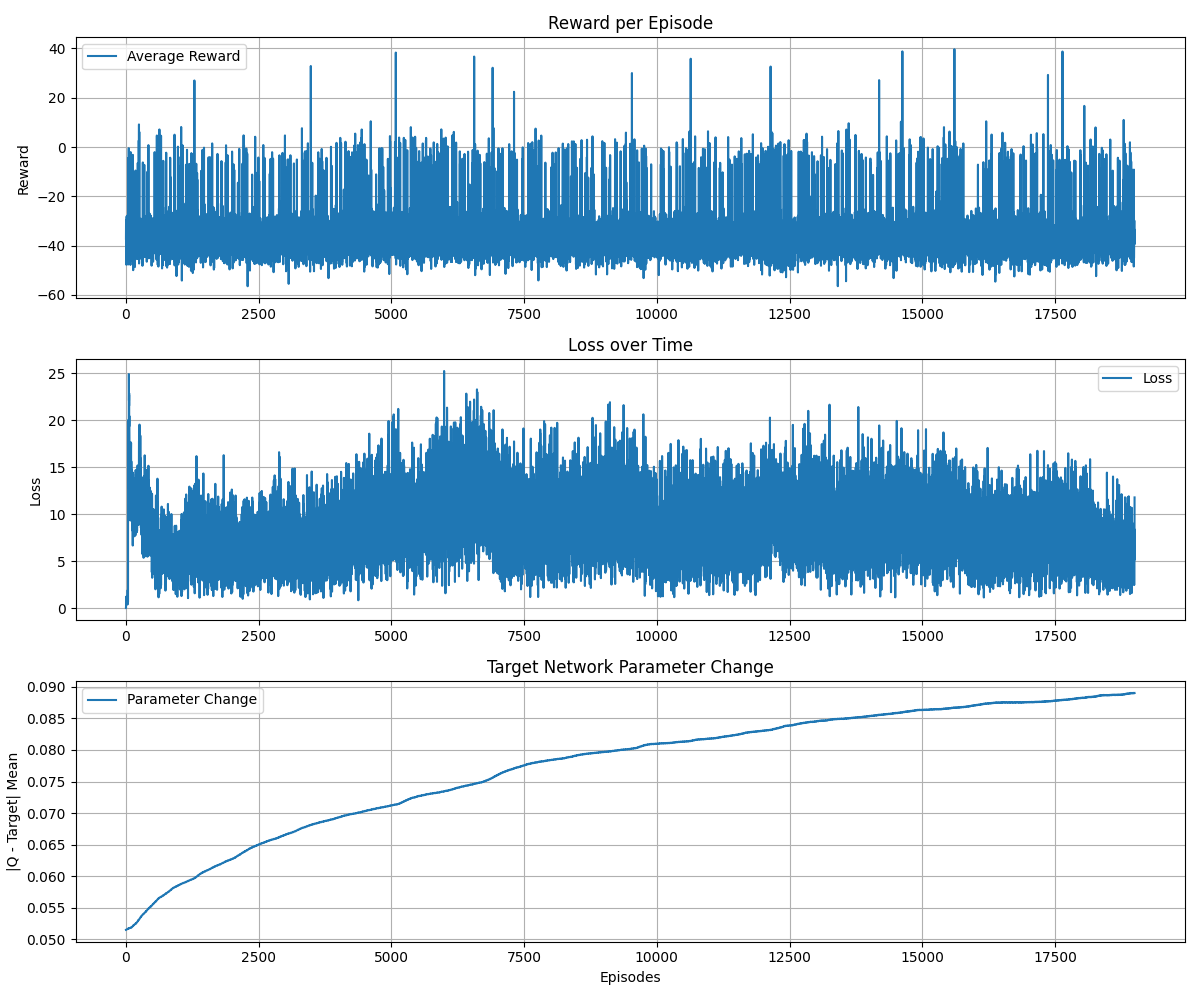 Reward per Episode
Average Reward
Reward
40
20
0
−20
−40
−60
0 2500 5000 7500 10000 12500 15000 17500
Loss over Time
Loss
Loss
25
20
15
10
5
0
0 2500 5000 7500 10000 12500 15000 17500
Target Network Parameter Change
Parameter Change
|Q - Target| Mean
0.090
0.085
0.080
0.075
0.070
0.065
0.060
0.055
0.050
0 2500 5000 7500 10000 12500 15000 17500
Episodes